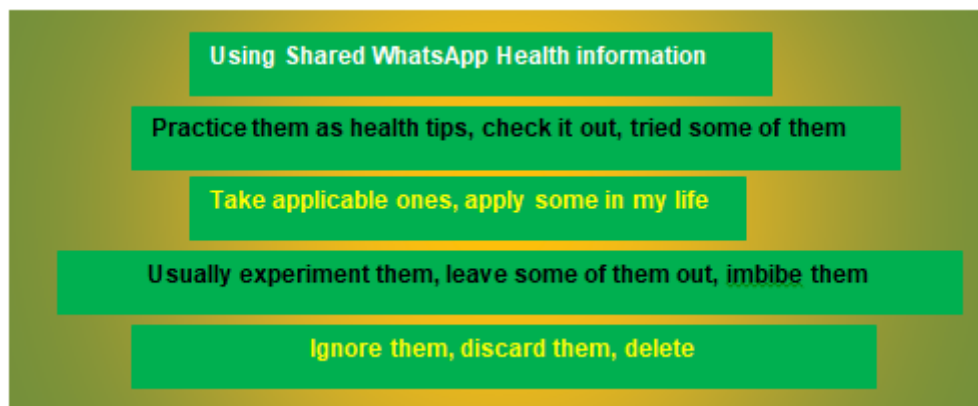 Using Shared WhatsApp Health information
Practice them as health tips, check it out, tried some of them
Take applicable ones, apply some in my life
Usually experiment them, leave some of them out, imbibe them
Ignore them, discard them, delete